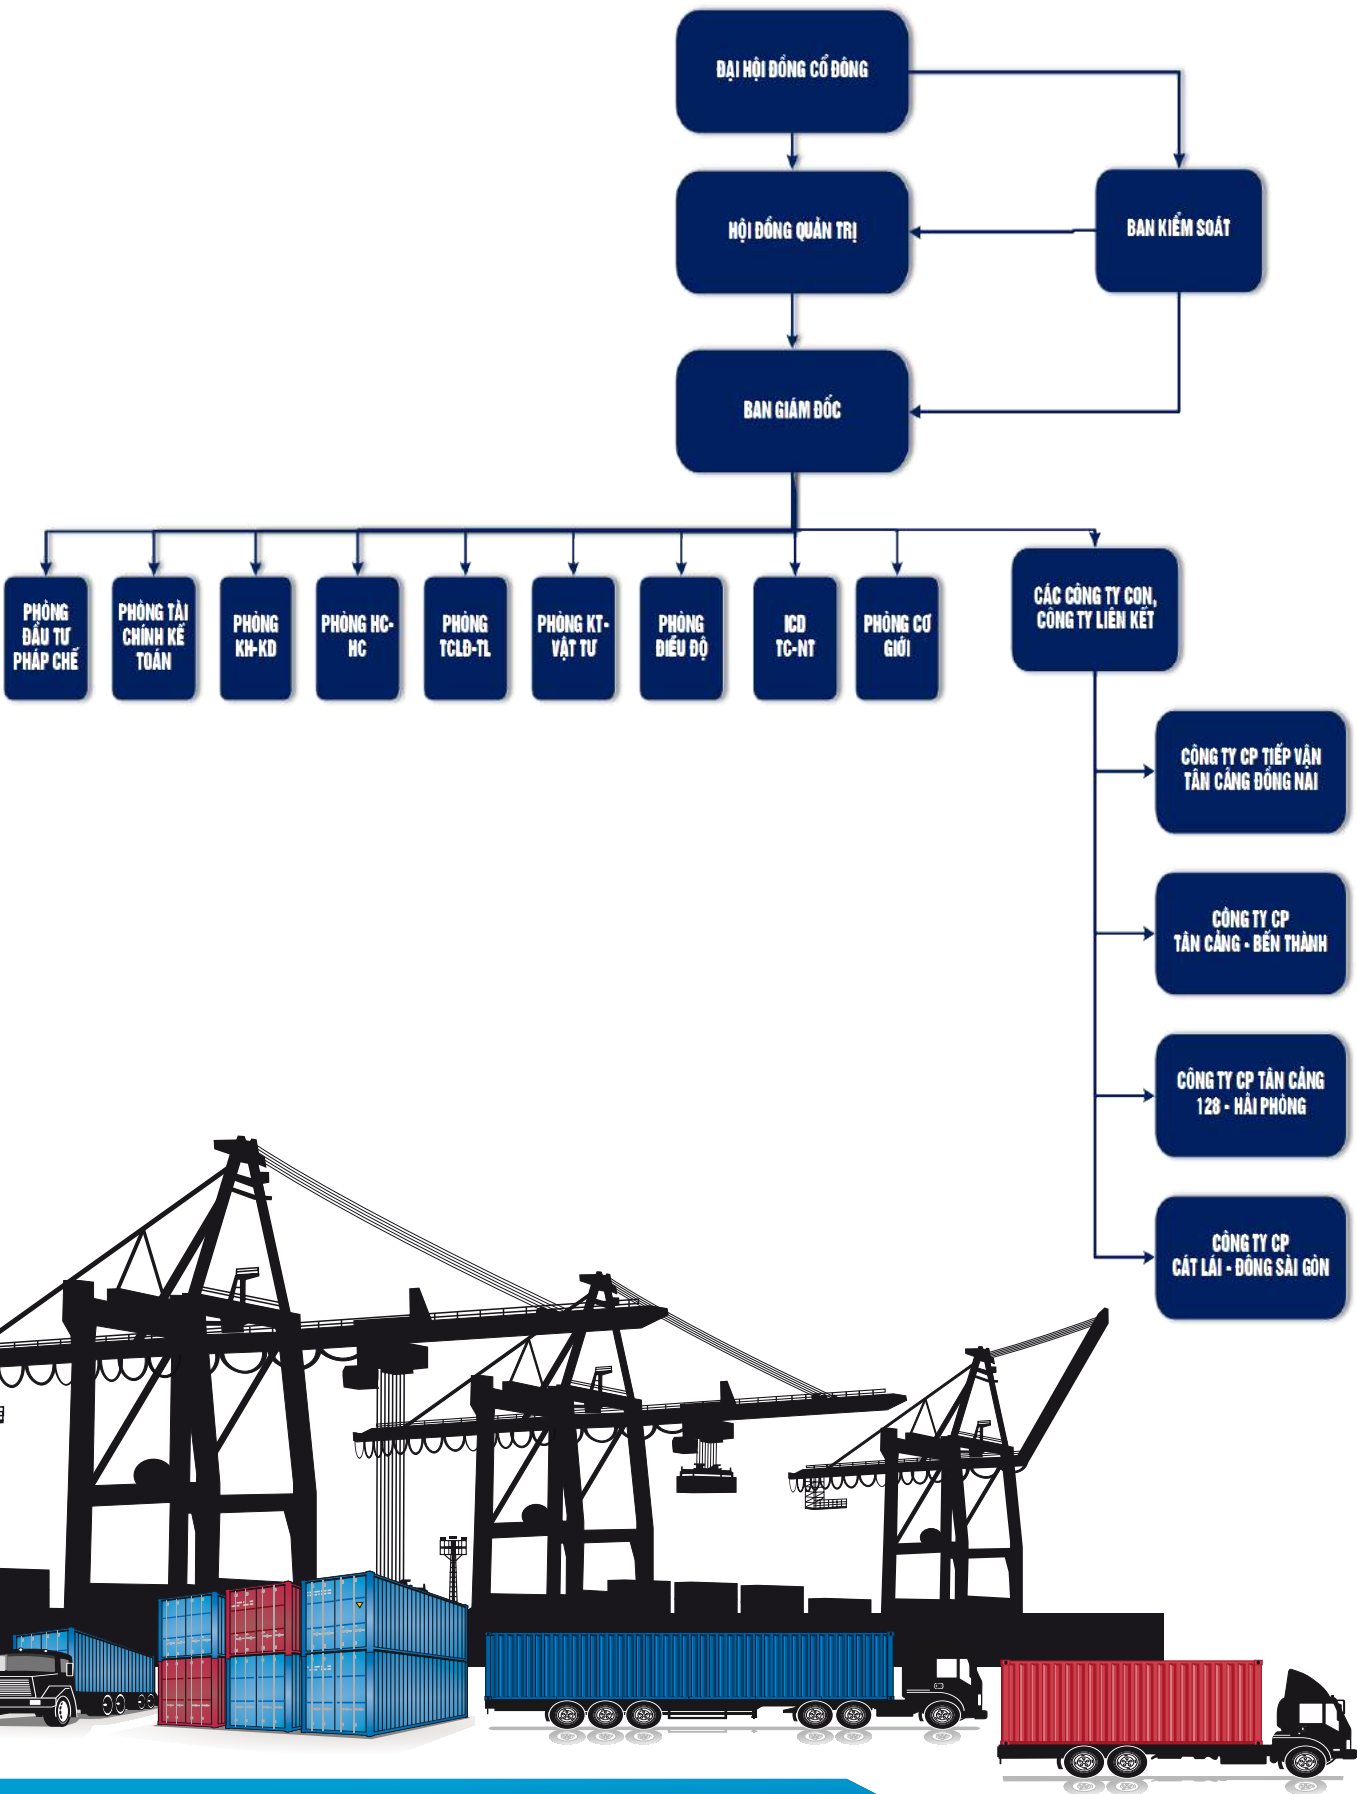 ĐẠI HỘI ĐỒNG CỔ ĐÔNG
HỘI ĐỒNG QUẢN TRỊ
BAN KIỂM SOÁT
BAN GIÁM ĐỐC
PHÒNG
ĐẦU TƯ
PHÁP CHẾ
PHÒNG TÀI
CHÍNH KẾ
TOÁN
PHÒNG
KH-KD
PHÒNG HC-
HC
PHÒNG
TCLĐ-TL
PHÒNG KT-
VẬT TƯ
PHÒNG
ĐIỀU ĐỘ
ICD
TC-NT
PHÒNG CƠ
GIỚI
CÁC CÔNG TY CON,
CÔNG TY LIÊN KẾT
CÔNG TY CP TIẾP VẬN
TÂN CẢNG ĐỒNG NAI
CÔNG TY CP
TÂN CẢNG - BẾN THÀNH
CÔNG TY CP TÂN CẢNG
128 - HẢI PHÒNG
CÔNG TY CP
CÁT LÁI - ĐÔNG SÀI GÒN